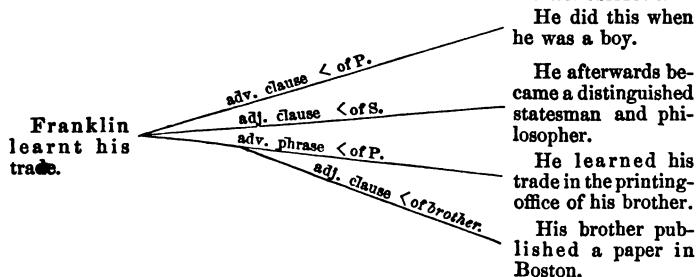 He did this when
he was a boy.
adv. clause < of P.
He afterwards be-
came a distinguished
statesman and phi-
losopher.
adj. clause < of S.
Franklin
learnt his
trade.
adv. phrase < of P.
He learned his
trade in the printing-
office of his brother.
adj. clause < of brother.
His brother pub-
lished a paper in
Boston.